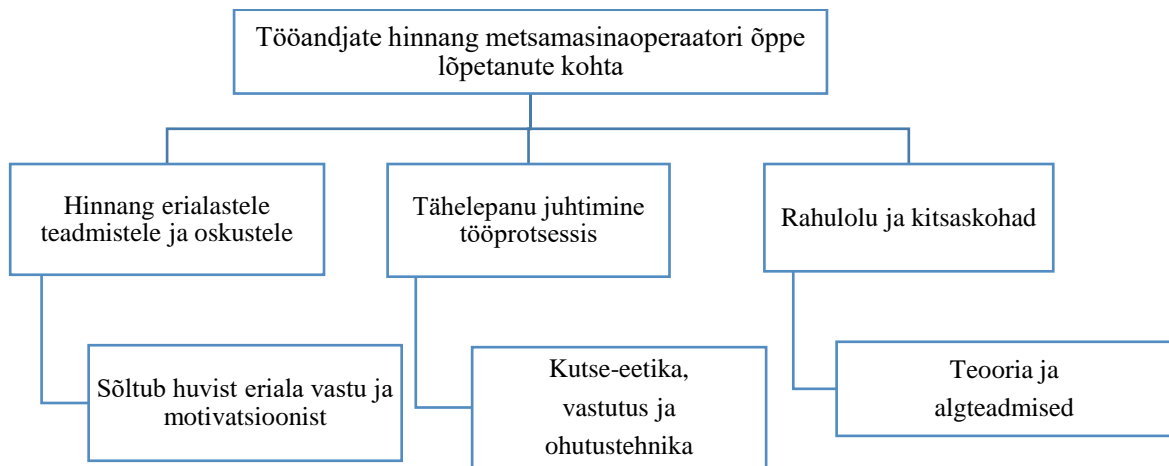 Tööandjate hinnang metsamasinaoperaatori õppe
lõpetanute kohta
Hinnang erialastele
teadmistele ja oskustele
Tähelepanu juhtimine
tööprotsessis
Rahulolu ja kitsaskohad
Sõltub huvist eriala vastu ja
motivatsioonist
Kutse-eetika,
vastutus ja
ohutustehnika
Teooria ja
algteadmised